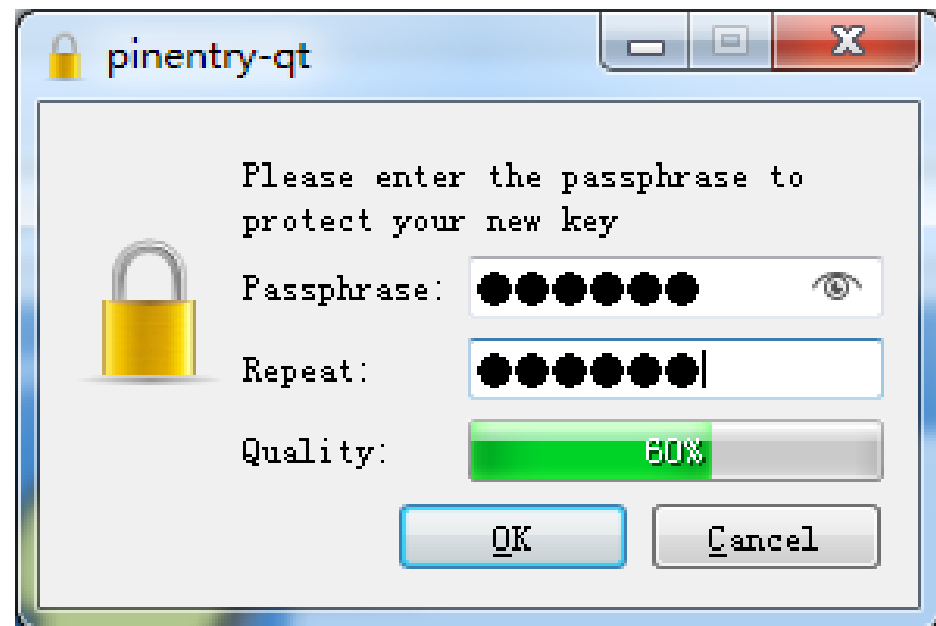 pinentry-qt
Please enter the passphrase to
protect your new key
Passphrase: ●●●●●●
Repeat: ●●●●●●
Quality: 60%
OK Cancel